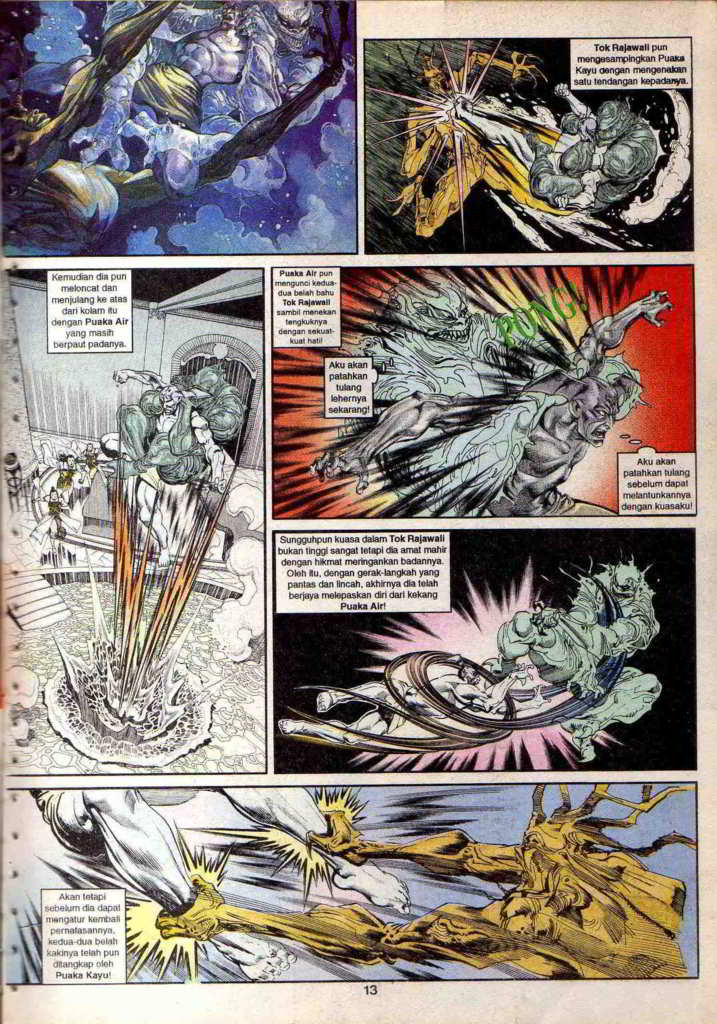 Tok Rajawali pun
mengesampingkan Puaka
Kayu dengan mengenakan
satu tendangan kepadanya.
Kemudian dia pun
meloncat dan
menjulang ke atas
dari kolam itu
dengan Puaka Air
yang masih
berpaut padanya.
Puaka Air pun
mengunci kedua-
dua belah bahu
Tok Rajawali
sambil menekan
tengkuknya
dengan sekuat-
kuat hati!
PONG!
Aku akan
patahkan
tulang
lehernya
sekarang!
Aku akan
patahkan tulang
sebelum dapat
melantunkannya
dengan kuasaku!
Sungguhpun kuasa dalam Tok Rajawali
bukan tinggi sangat tetapi dia amat mahir
dengan hikmat meringankan badannya.
Oleh itu, dengan gerak-langkah yang
pantas dan lincah, akhirnya dia telah
berjaya melepaskan diri dari kekang
Puaka Air!
Akan tetapi
sebelum dia dapat
mengatur kembali
pernafasannya,
kedua-dua belah
kakinya telah pun
ditangkap oleh
Puaka Kayu!
13